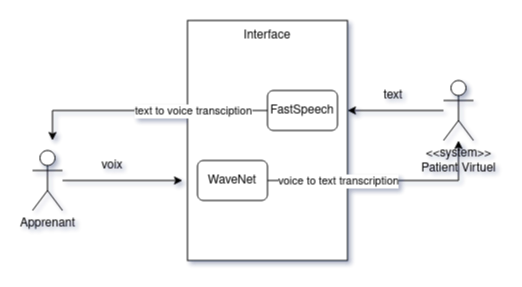 Interface
text
text to voice transciption
FastSpeech
<<system>>
Patient Virtuel
voix
WaveNet
voice to text transcription
Apprenant